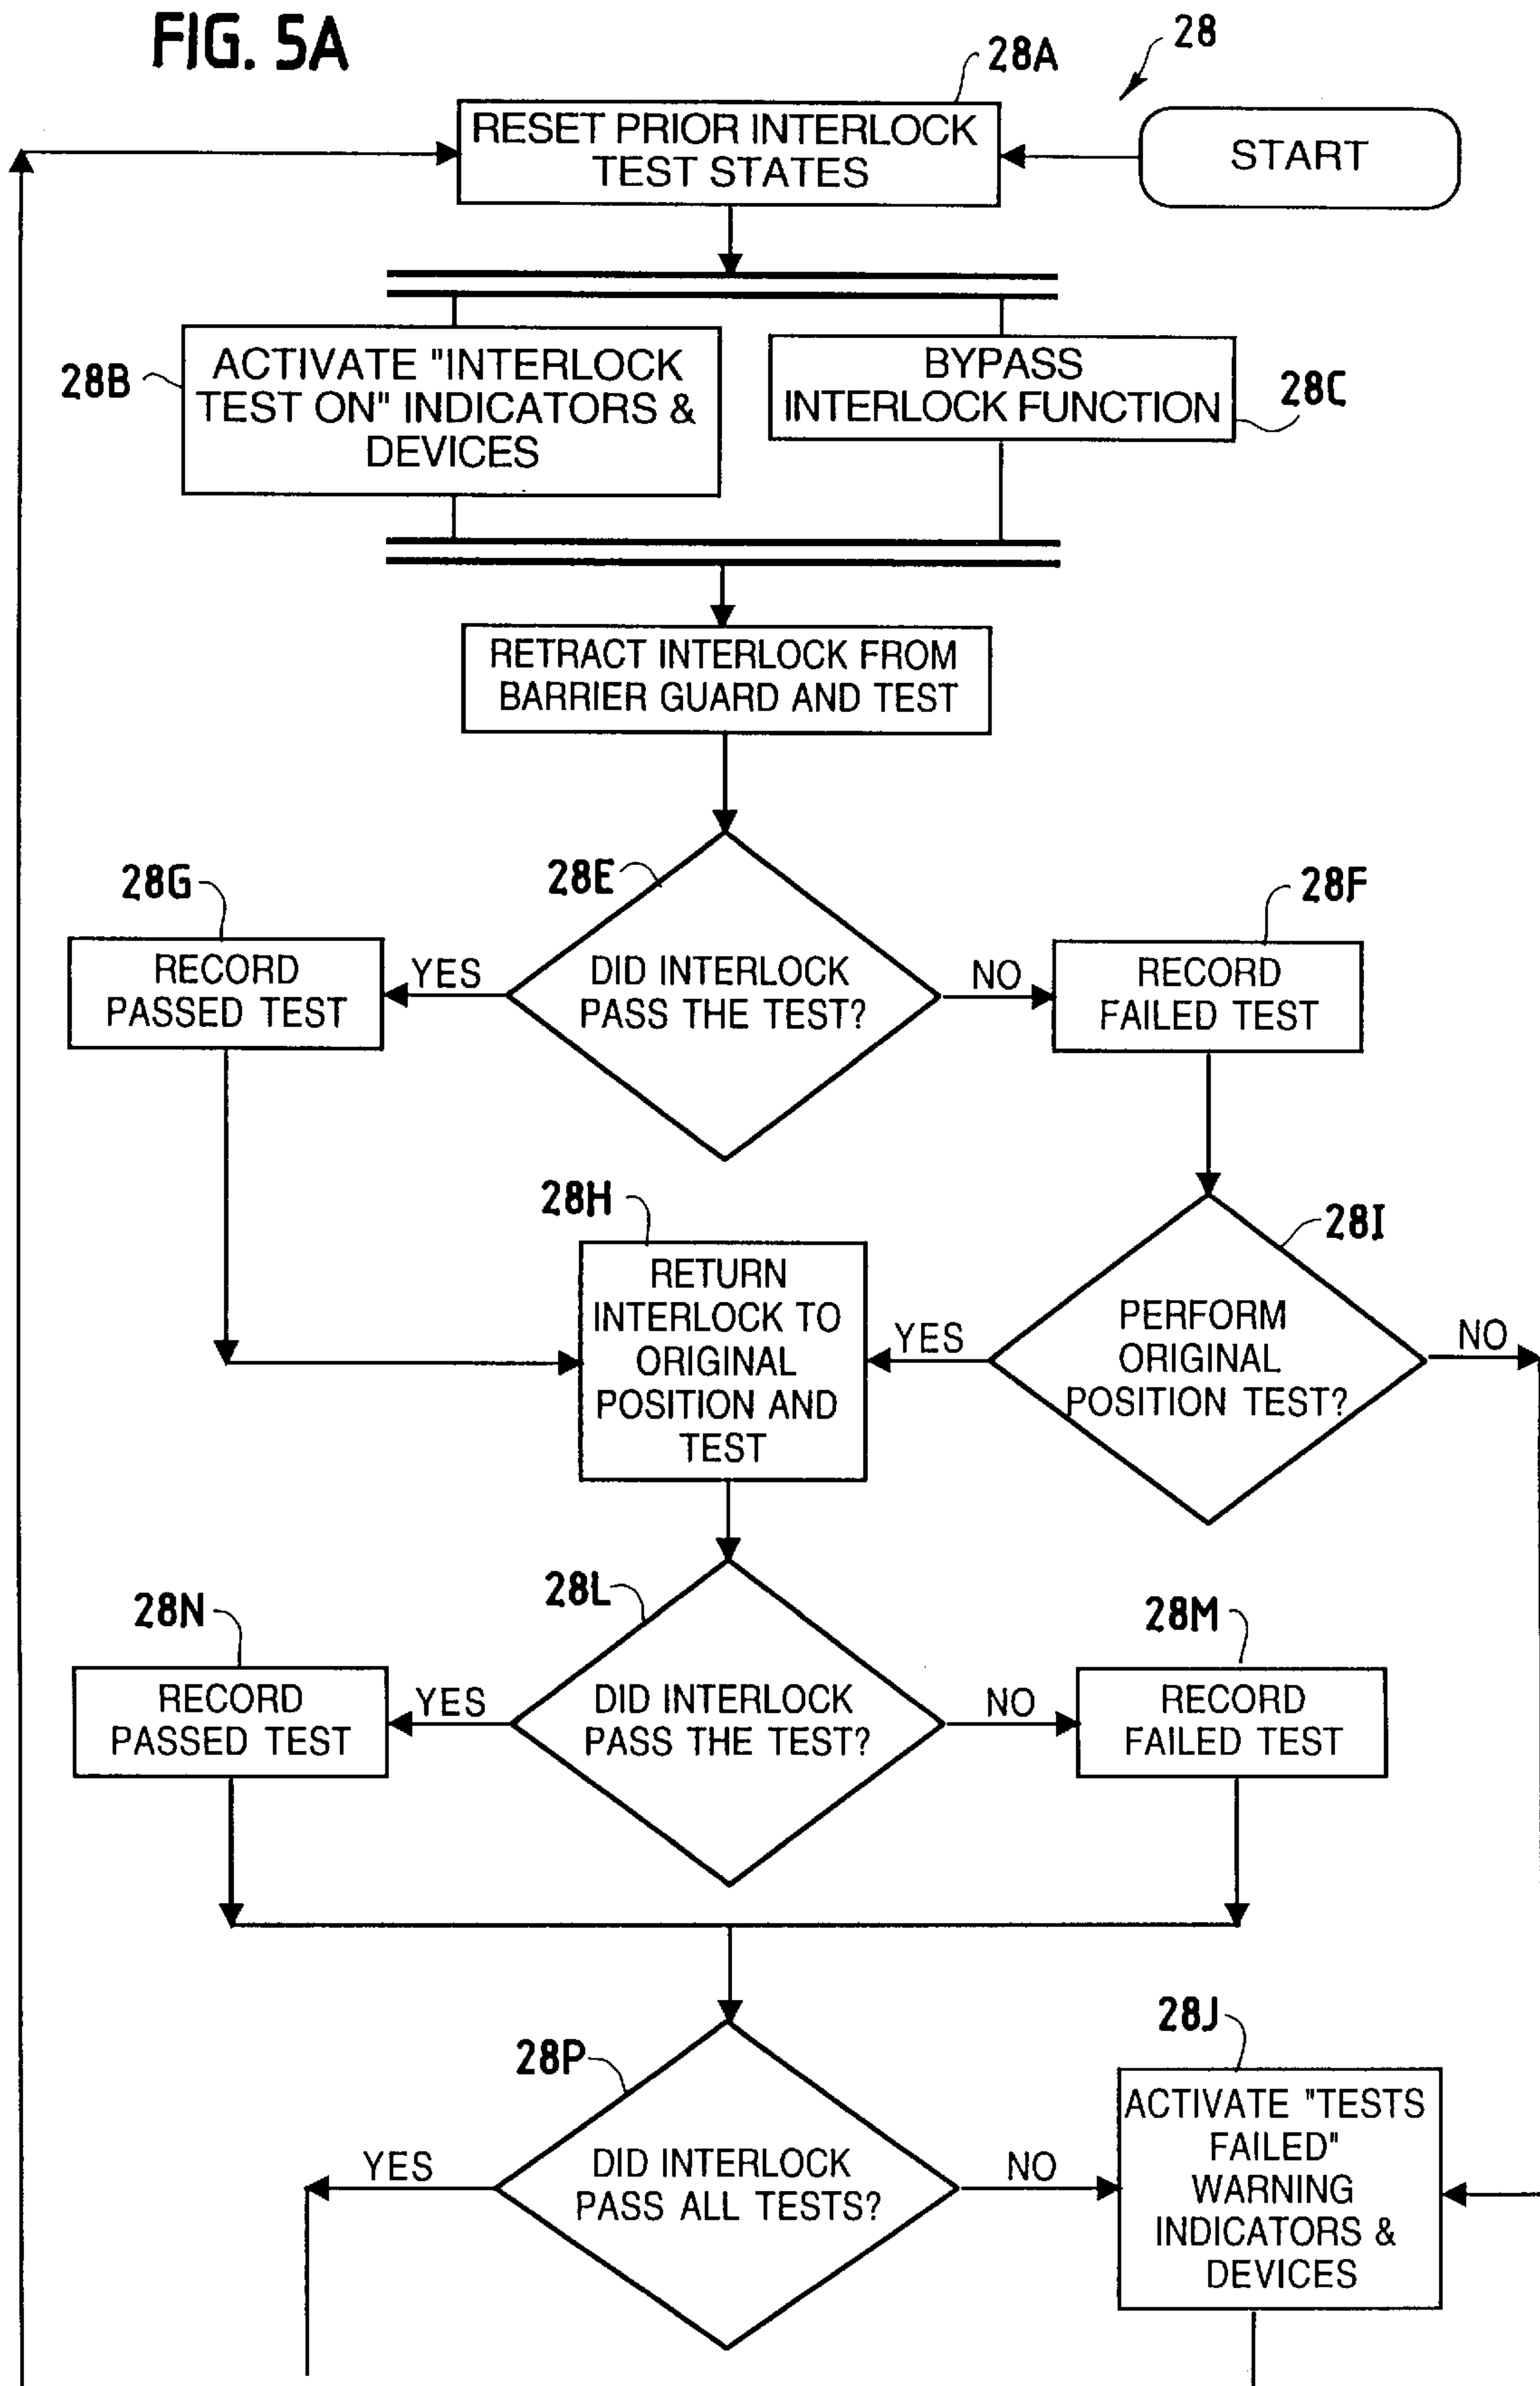 FIG. 5A
28
28A
RESET PRIOR INTERLOCK
TEST STATES
START
28B
ACTIVATE "INTERLOCK
TEST ON" INDICATORS &
DEVICES
BYPASS
INTERLOCK FUNCTION
28C
RETRACT INTERLOCK FROM
BARRIER GUARD AND TEST
28E
DID INTERLOCK
PASS THE TEST?
YES
NO
28G
RECORD
PASSED TEST
28F
RECORD
FAILED TEST
28H
RETURN
INTERLOCK TO
ORIGINAL
POSITION AND
TEST
28I
PERFORM
ORIGINAL
POSITION TEST?
YES
NO
28L
DID INTERLOCK
PASS THE TEST?
YES
NO
28N
RECORD
PASSED TEST
28M
RECORD
FAILED TEST
28P
DID INTERLOCK
PASS ALL TESTS?
YES
NO
28J
ACTIVATE "TESTS
FAILED"
WARNING
INDICATORS &
DEVICES